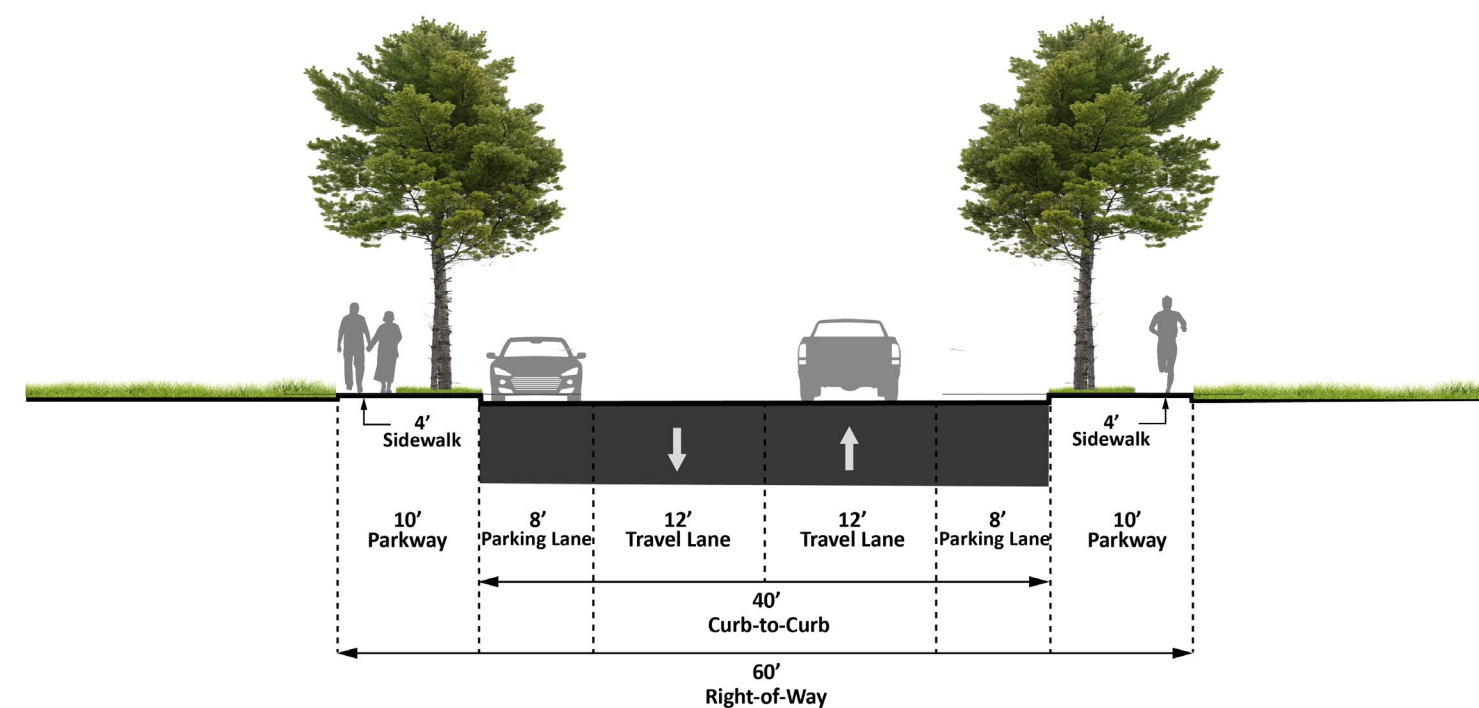 4’
Sidewalk
4’
Sidewalk
10’
Parkway
8’
Parking Lane
12’
Travel Lane
12’
Travel Lane
8’
Parking Lane
10’
Parkway
40’
Curb-to-Curb
60’
Right-of-Way